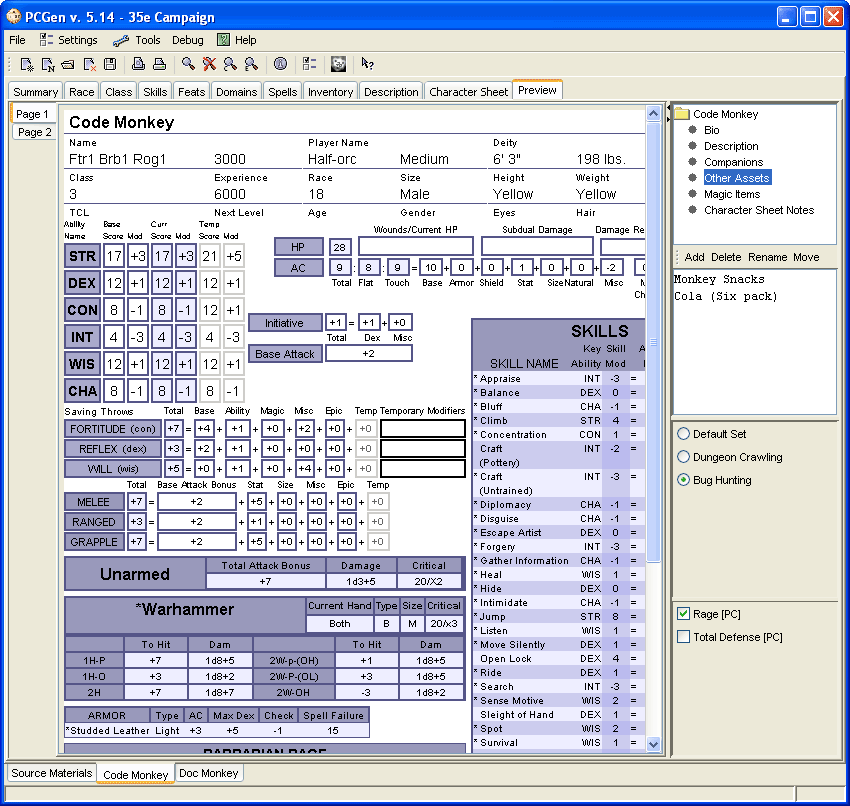 PCGen v. 5.14 - 35e Campaign
File Settings Tools Debug Help
Summary Race Class Skills Feats Domains Spells Inventory Description Character Sheet Preview
Page 1
Page 2
Code Monkey
Name Player Name Deity
Ftr1 Brb1 Rog1 3000 Half-orc Medium 6' 3" 198 lbs.
Class Experience Race Size Height Weight
3 6000 18 Male Yellow Yellow
TCL Next Level Age Gender Eyes Hair
Ability Base Curr Temp
Name Score Mod Score Mod Score Mod
STR 17 +3 17 +3 21 +5
DEX 12 +1 12 +1 12 +1
CON 8 -1 8 -1 12 +1
INT 4 -3 4 -3 4 -3
WIS 12 +1 12 +1 12 +1
CHA 8 -1 8 -1 8 -1
Wounds/Current HP Subdual Damage Damage Re
HP 28
AC 9 : 8 : 9 = 10 + 0 + 0 + 1 + 0 + 0 + -2
Total Flat Touch Base Armor Shield Stat Size Natural Misc M
Ch
Initiative +1 = +1 + +0
Total Dex Misc
Base Attack +2
Saving Throws Total Base Ability Magic Misc Epic Temp Temporary Modifiers
FORTITUDE (con) +7 = +4 + +1 + +0 + +2 + +0 + +0
REFLEX (dex) +3 = +2 + +1 + +0 + +0 + +0 + +0
WILL (wis) +5 = +0 + +1 + +0 + +4 + +0 + +0
Total Base Attack Bonus Stat Size Misc Epic Temp
MELEE +7 = +2 + +5 + +0 + +0 + +0 + +0
RANGED +3 = +2 + +1 + +0 + +0 + +0 + +0
GRAPPLE +7 = +2 + +5 + +0 + +0 + +0 + +0
Unarmed
Total Attack Bonus Damage Critical
+7 1d3+5 20/X2
*Warhammer
Current Hand Type Size Critical
Both B M 20/x3
To Hit Dam To Hit Dam
1H-P +7 1d8+5 2W-p-(OH) +1 1d8+5
1H-O +3 1d8+2 2W-P-(OL) +3 1d8+5
2H +7 1d8+7 2W-OH -3 1d8+2
ARMOR Type AC Max Dex Check Spell Failure
*Studded Leather Light +3 +5 -1 15
BARBARIAN RAGE
SKILLS
Key Skill A
SKILL NAME Ability Mod
* Appraise INT -3 =
* Balance DEX 0 =
* Bluff CHA -1 =
* Climb STR 4 =
* Concentration CON 1 =
Craft INT -2 =
(Pottery)
* Craft INT -3 =
(Untrained)
* Diplomacy CHA -1 =
* Disguise CHA -1 =
* Escape Artist DEX 0 =
* Forgery INT -3 =
* Gather Information CHA -1 =
* Heal WIS 1 =
* Hide DEX 0 =
* Intimidate CHA -1 =
* Jump STR 8 =
* Listen WIS 1 =
* Move Silently DEX 1 =
Open Lock DEX 4 =
* Ride DEX 1 =
* Search INT -3 =
* Sense Motive WIS 2 =
Sleight of Hand DEX 1 =
* Spot WIS 2 =
* Survival WIS 1 =
Code Monkey
Bio
Description
Companions
Other Assets
Magic Items
Character Sheet Notes
Add Delete Rename Move
Monkey Snacks
Cola (Six pack)
Default Set
Dungeon Crawling
Bug Hunting
Rage [PC]
Total Defense [PC]
Source Materials Code Monkey Doc Monkey